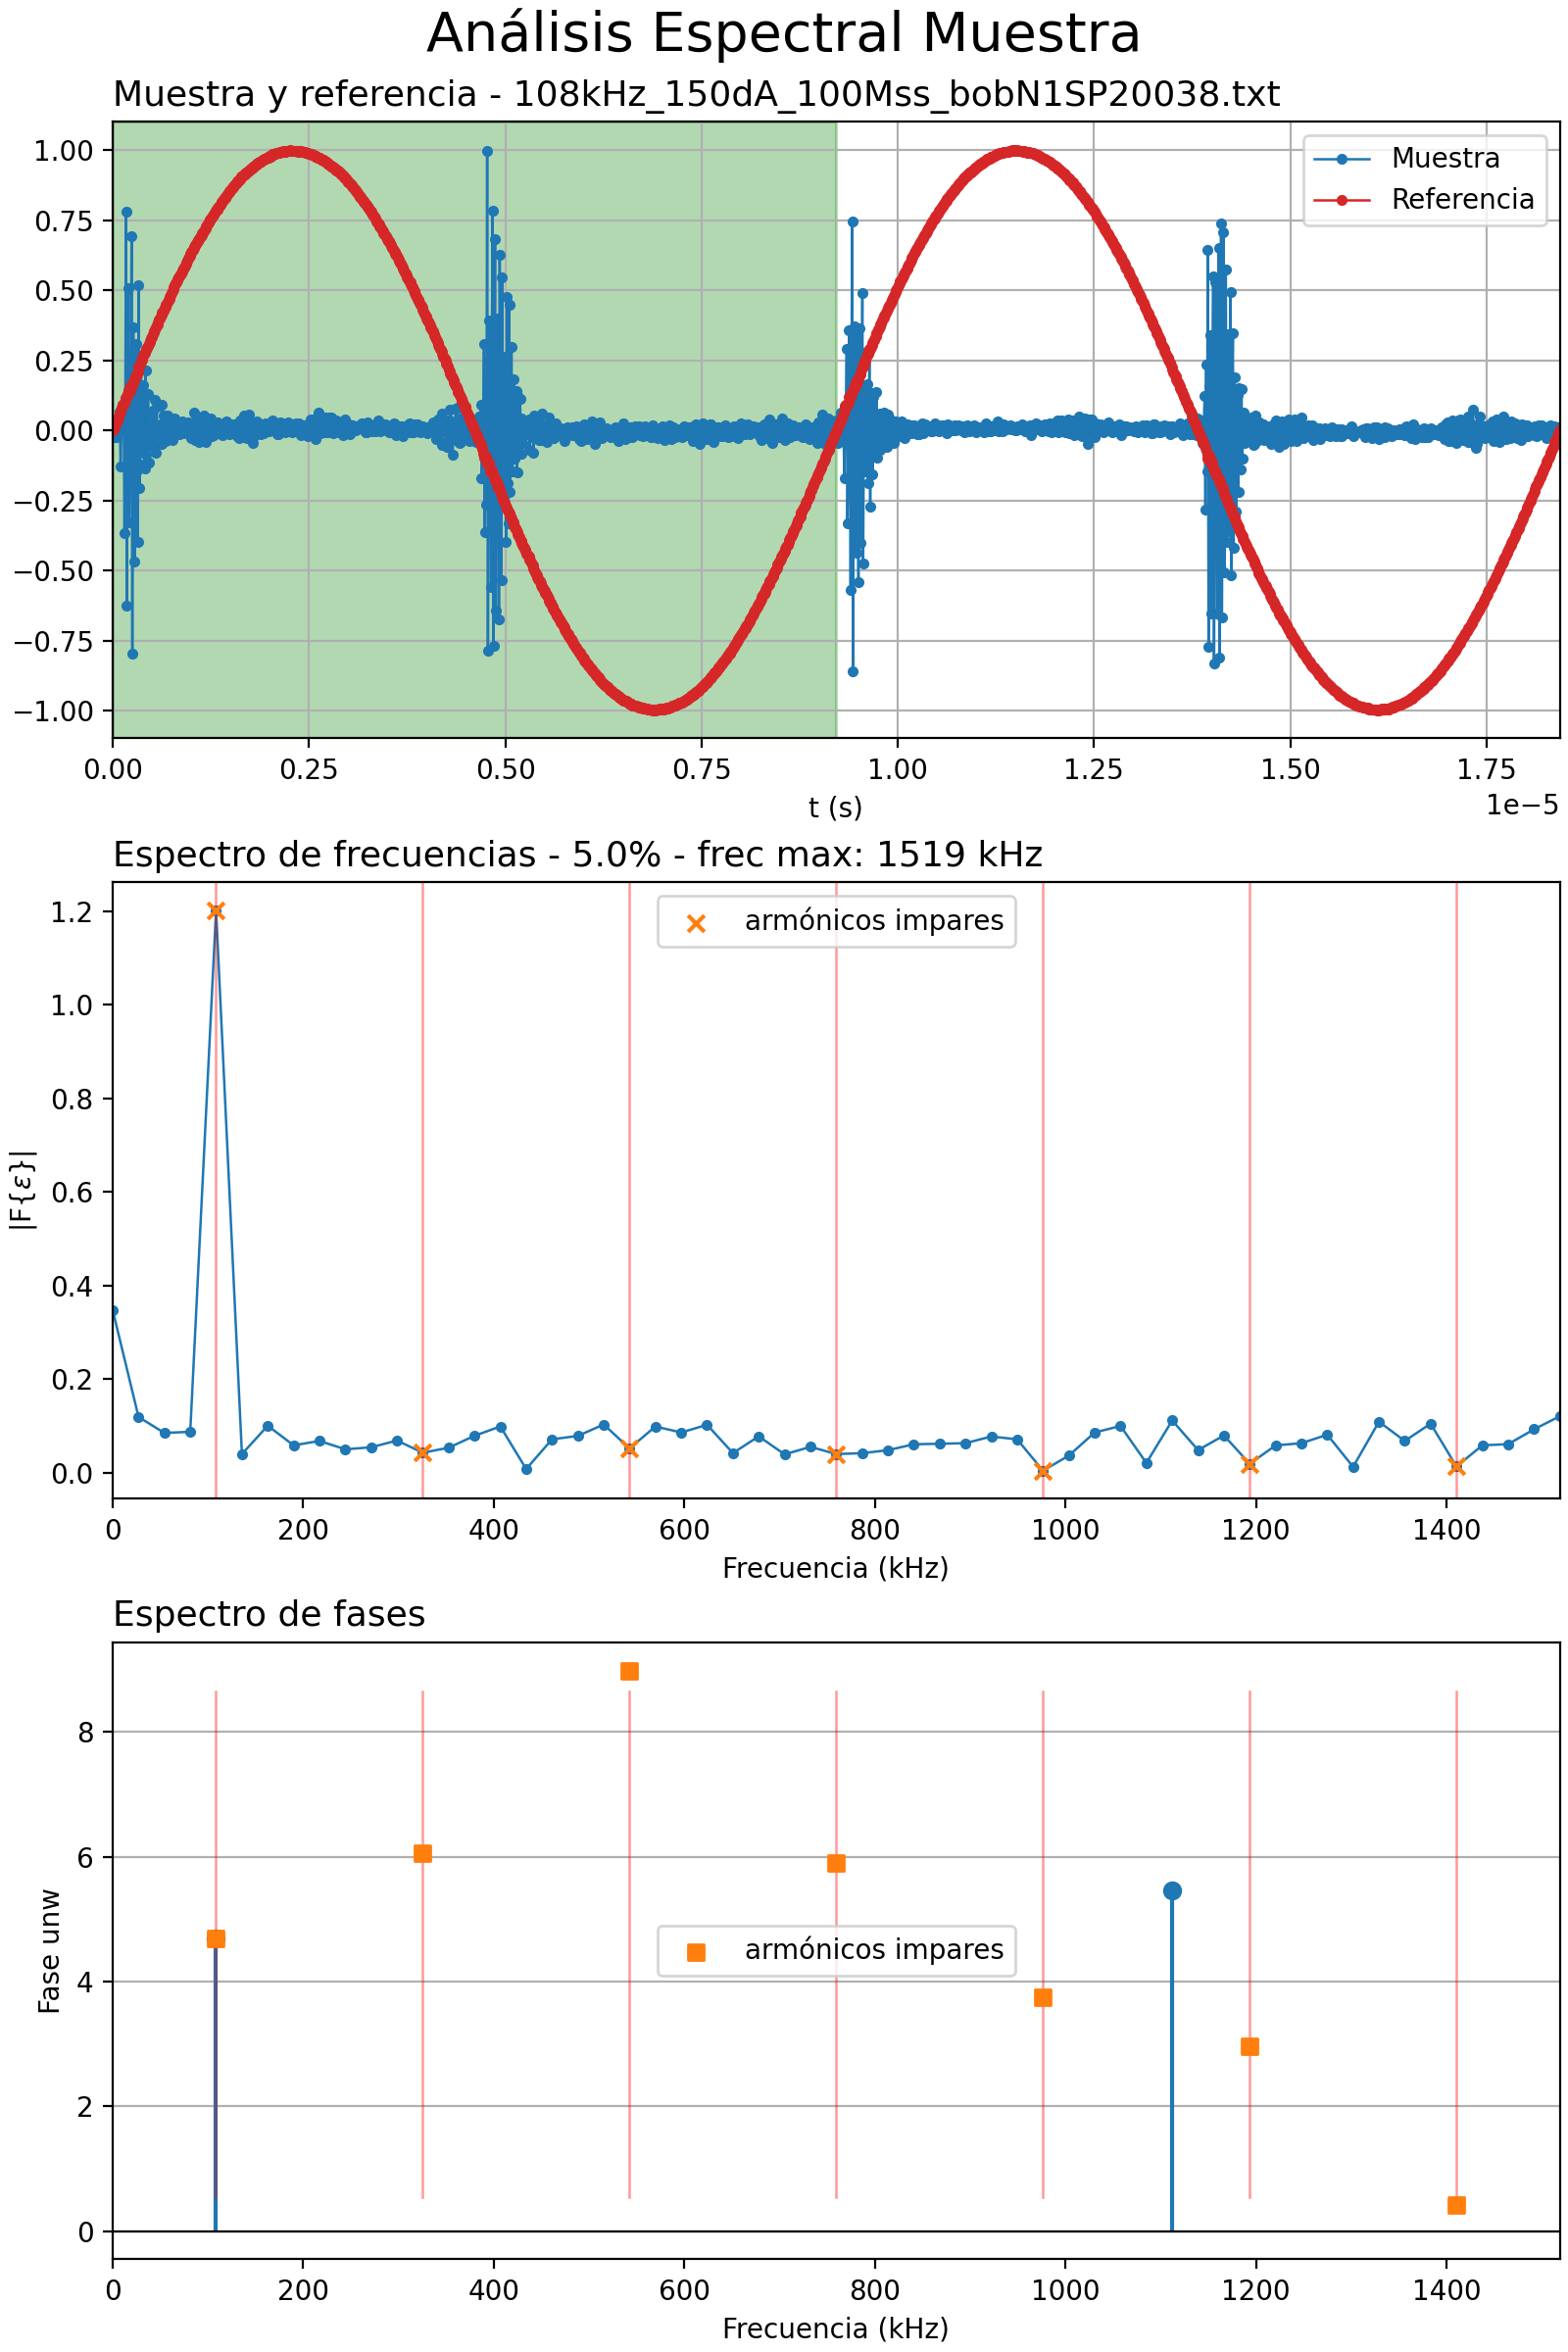 Análisis Espectral Muestra
Muestra y referencia - 108kHz_150dA_100Mss_bobN1SP20038.txt
1.00
0.75
0.50
0.25
0.00
−0.25
−0.50
−0.75
−1.00
Muestra
Referencia
0.00 0.25 0.50 0.75 1.00 1.25 1.50 1.75
1e−5
t (s)
Espectro de frecuencias - 5.0% - frec max: 1519 kHz
armónicos impares
1.2
1.0
0.8
0.6
0.4
0.2
0.0
|F{ε}|
0 200 400 600 800 1000 1200 1400
Frecuencia (kHz)
Espectro de fases
8
6
4
2
0
Fase unw
armónicos impares
0 200 400 600 800 1000 1200 1400
Frecuencia (kHz)